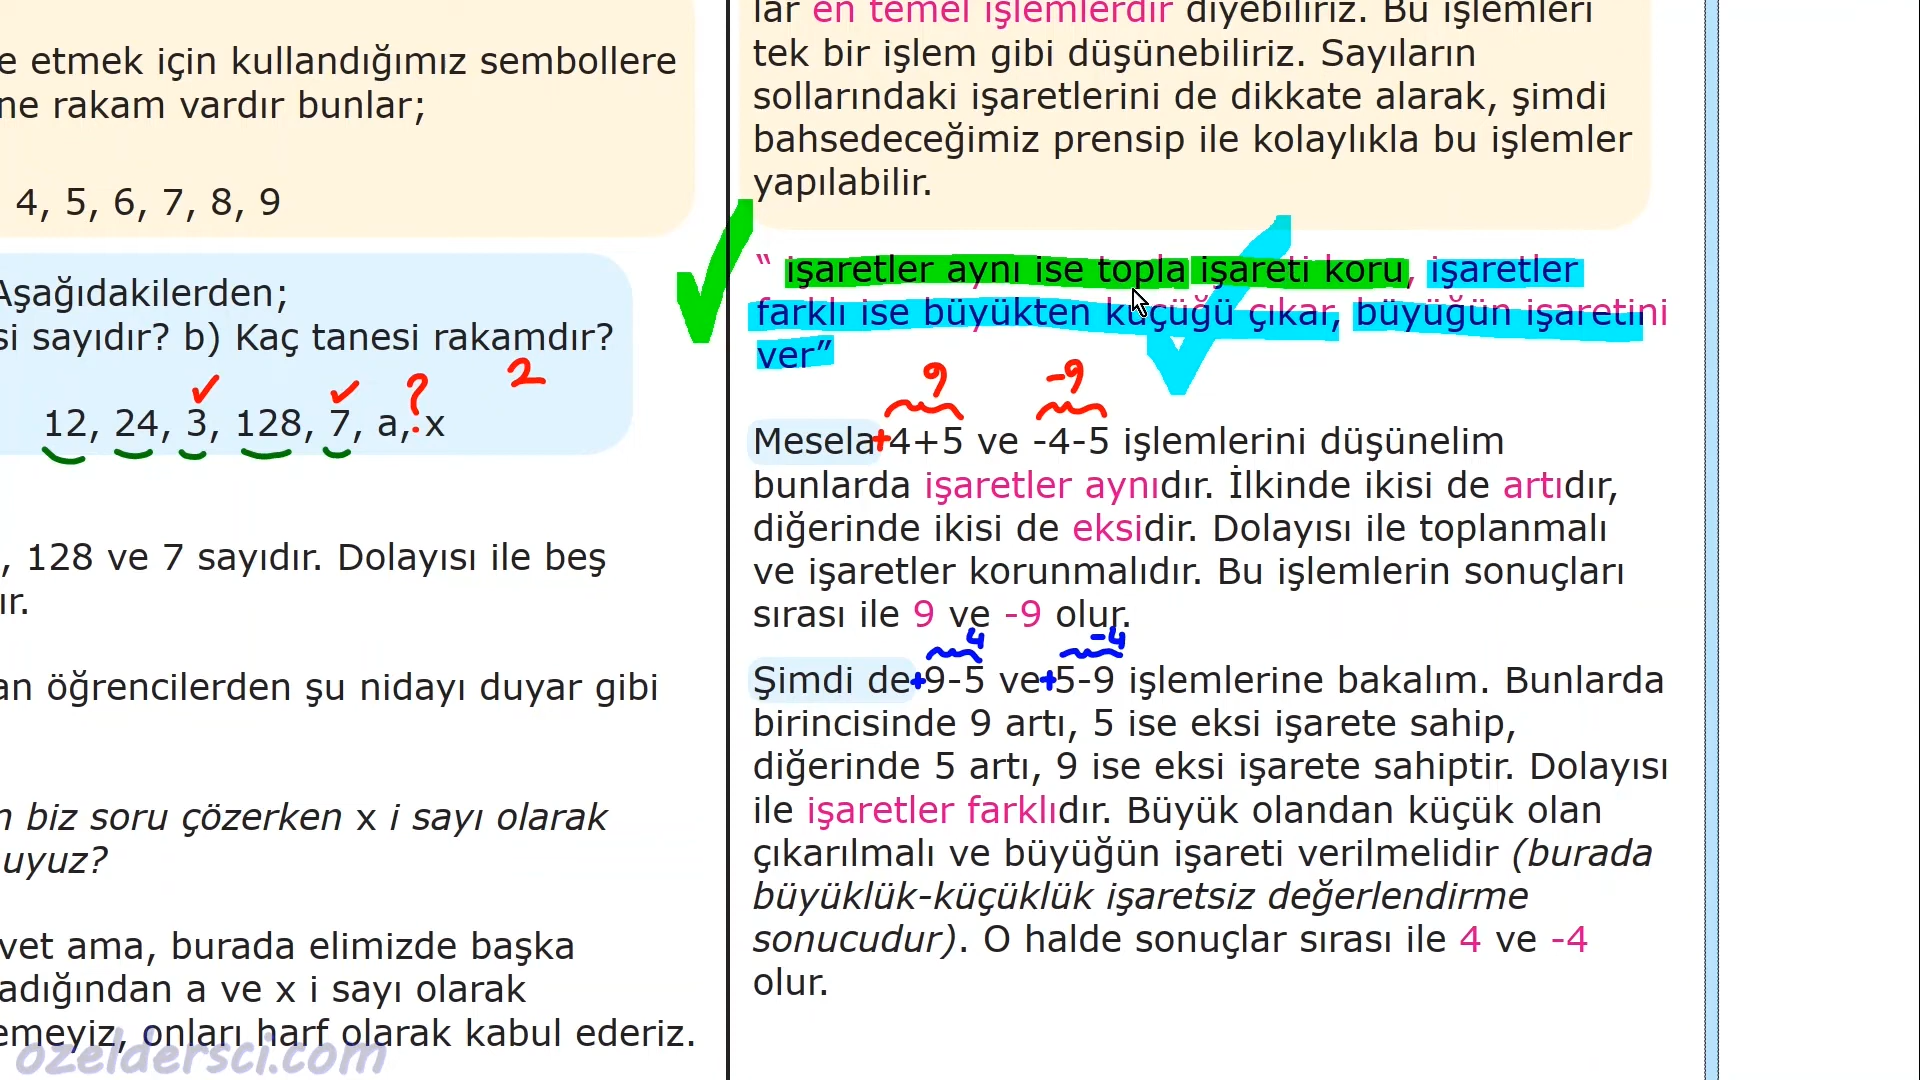 e etmek için kullandığımız sembollere
ne rakam vardır bunlar;
4, 5, 6, 7, 8, 9
Aşağıdakilerden;
si sayıdır? b) Kaç tanesi rakamdır?
2
?
12, 24, 3, 128, 7, a, x
, 128 ve 7 sayıdır. Dolayısı ile beş
ır.
an öğrencilerden şu nidayı duyar gibi
n biz soru çözerken x i sayı olarak
uyuz?
vet ama, burada elimizde başka
adığından a ve x i sayı olarak
emeyiz, onları harf olarak kabul ederiz.
ozeldersci.com
lar en temel işlemlerdir diyebiliriz. Bu işlemleri
tek bir işlem gibi düşünebiliriz. Sayıların
sollarındaki işaretlerini de dikkate alarak, şimdi
bahsedeceğimiz prensip ile kolaylıkla bu işlemler
yapılabilir.
“ işaretler aynı ise topla işareti koru, işaretler
farklı ise büyükten küçüğü çıkar, büyüğün işaretini
ver”
9 -9
Mesela +4+5 ve -4-5 işlemlerini düşünelim
bunlarda işaretler aynıdır. İlkinde ikisi de artıdır,
diğerinde ikisi de eksidir. Dolayısı ile toplanmalı
ve işaretler korunmalıdır. Bu işlemlerin sonuçları
sırası ile 9 ve -9 olur.
4 -4
Şimdi de +9-5 ve +5-9 işlemlerine bakalım. Bunlarda
birincisinde 9 artı, 5 ise eksi işarete sahip,
diğerinde 5 artı, 9 ise eksi işarete sahiptir. Dolayısı
ile işaretler farklıdır. Büyük olandan küçük olan
çıkarılmalı ve büyüğün işareti verilmelidir (burada
büyüklük-küçüklük işaretsiz değerlendirme
sonucudur). O halde sonuçlar sırası ile 4 ve -4
olur.